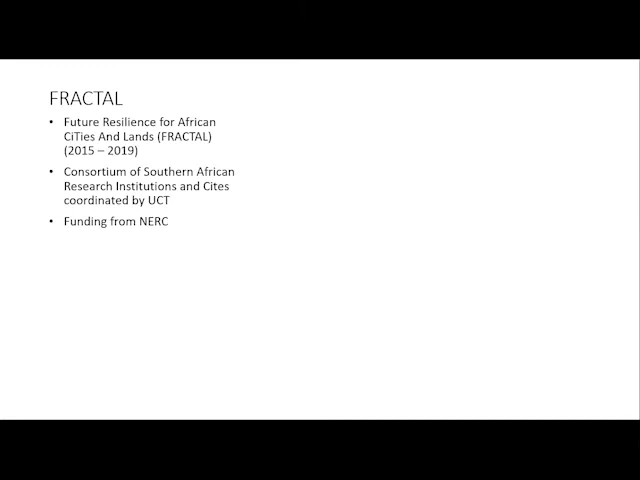 FRACTAL
• Future Resilience for African
CiTies And Lands (FRACTAL)
(2015 – 2019)
• Consortium of Southern African
Research Institutions and Cites
coordinated by UCT
• Funding from NERC